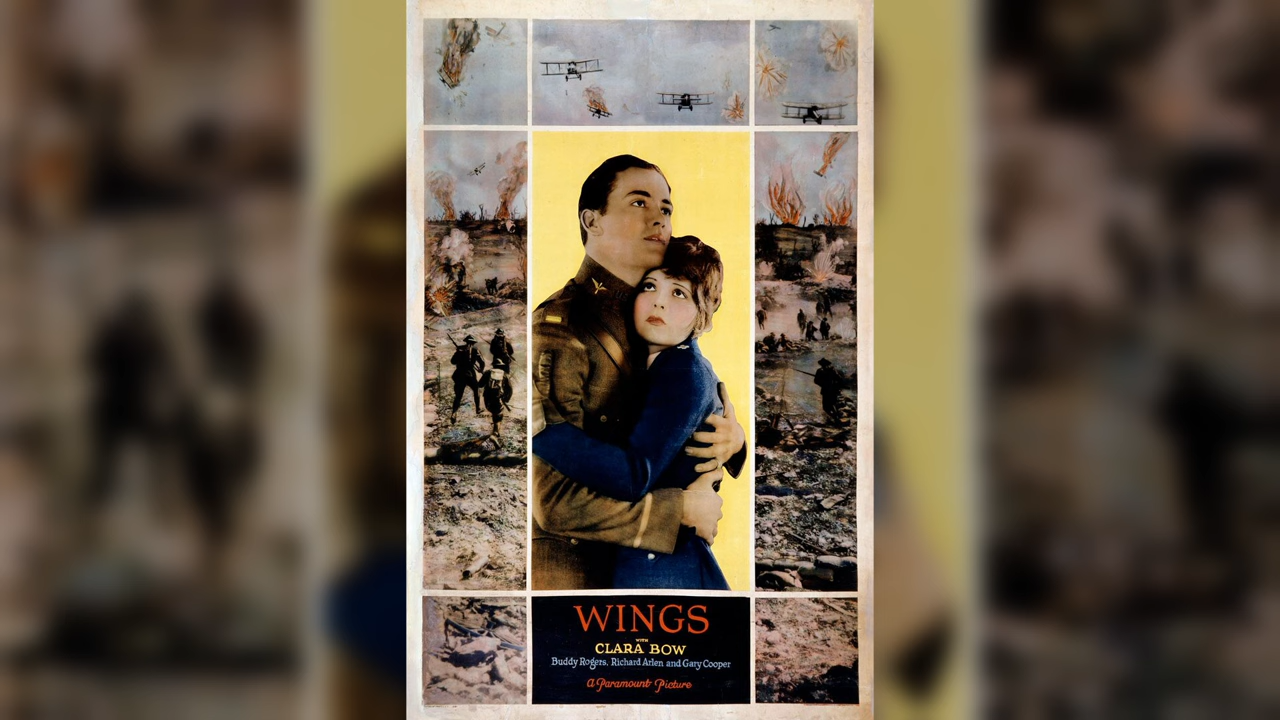 WINGS
WITH
CLARA BOW
Buddy Rogers, Richard Arlen and Gary Cooper
A Paramount Picture